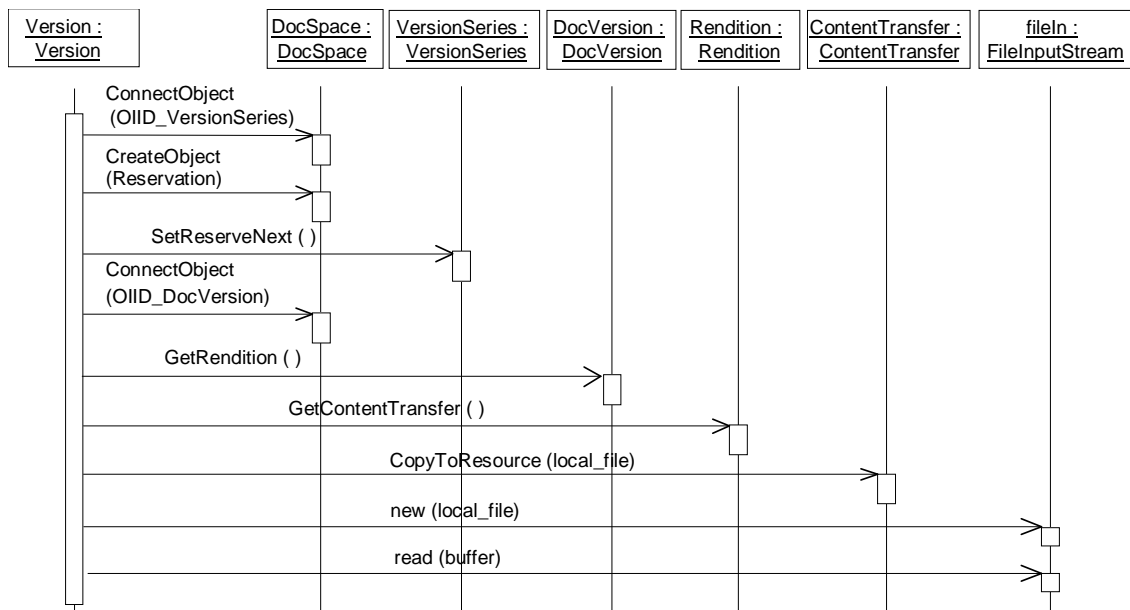 Version :
Version
DocSpace :
DocSpace
VersionSeries :
VersionSeries
DocVersion :
DocVersion
Rendition :
Rendition
ContentTransfer :
ContentTransfer
fileIn :
FileInputStream
ConnectObject
(OIID_VersionSeries)
CreateObject
(Reservation)
SetReserveNext ( )
ConnectObject
(OIID_DocVersion)
GetRendition ( )
GetContentTransfer ( )
CopyToResource (local_file)
new (local_file)
read (buffer)